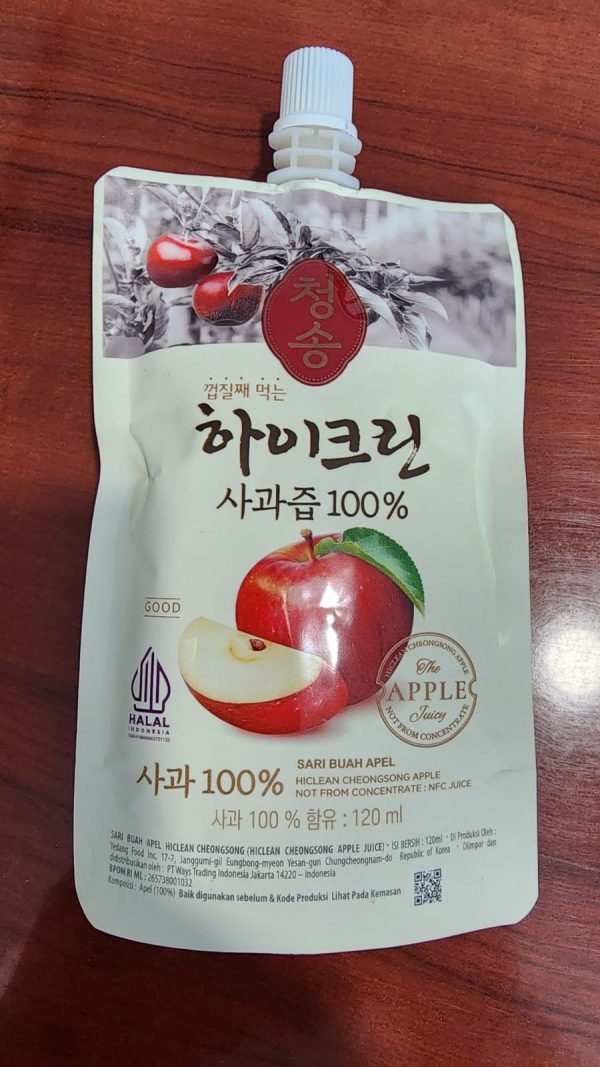 청송
껍질째 먹는
하이크린
사과즙 100%
GOOD
HICLEAN CHEONGSONG APPLE
The
APPLE
Juicy
NOT FROM CONCENTRATE
HALAL
INDONESIA
사과 100%
SARI BUAH APEL
HICLEAN CHEONGSONG APPLE
NOT FROM CONCENTRATE : NFC JUICE
사과 100 % 함유 : 120 ml
SARI BUAH APEL HICLEAN CHEONGSONG (HICLEAN CHEONGSONG APPLE JUICE) • ISI BERSIH : 120ml • Di Produksi Oleh :
Yedang Food Inc. 17-7, Janggumi-gil Eungbong-myeon Yesan-gun Chungcheongnam-do Republic of Korea • Diimpor dan
didistribusikan oleh : PT Ways Trading Indonesia Jakarta 14220 – Indonesia
BPOM RI ML : 265738001032
Komposisi : Apel (100%) Baik digunakan sebelum & Kode Produksi Lihat Pada Kemasan